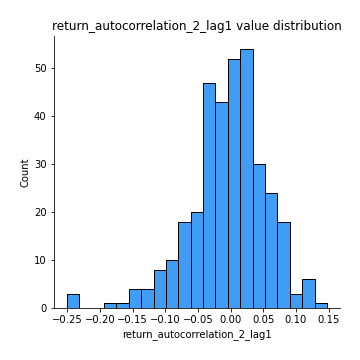 return_autocorrelation_2_lag1 value distribution
50
40
30
20
10
0
Count
−0.25 −0.20 −0.15 −0.10 −0.05 0.00 0.05 0.10 0.15
return_autocorrelation_2_lag1